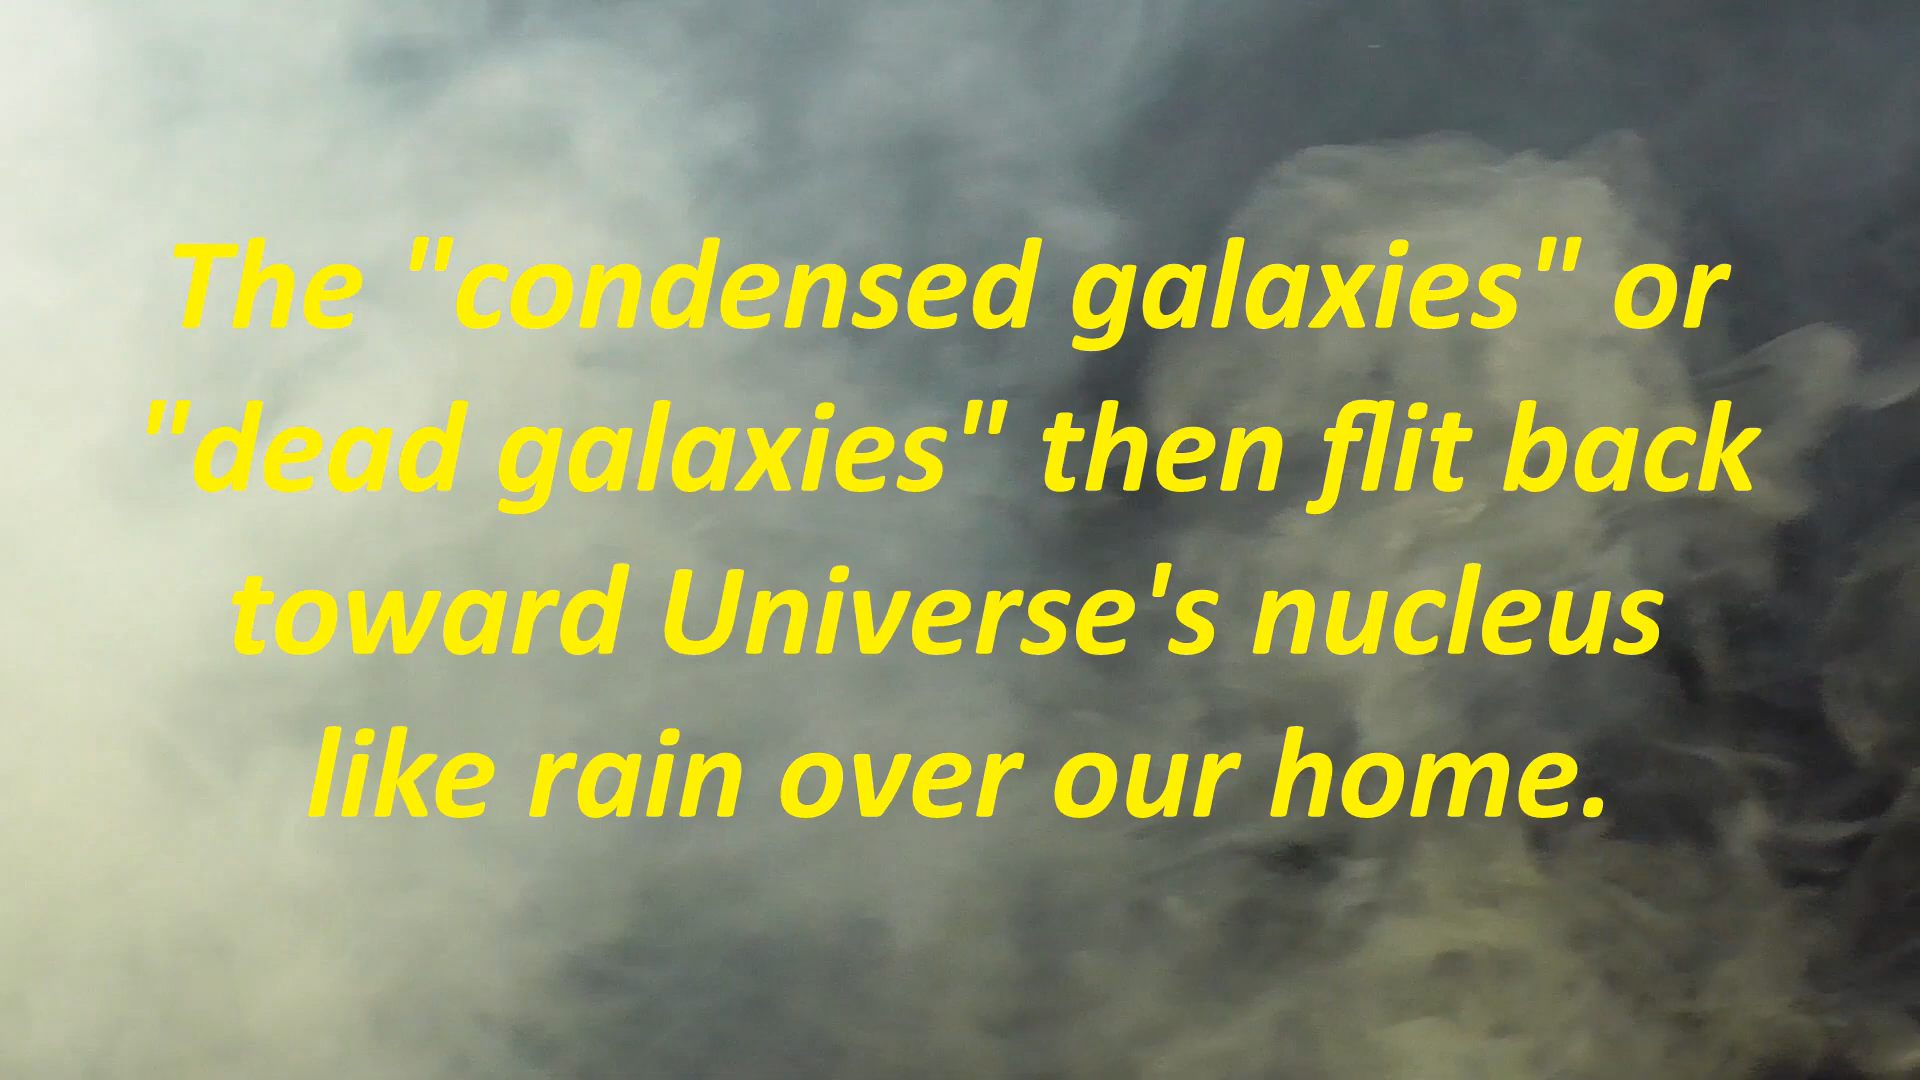 The "condensed galaxies" or
"dead galaxies" then flit back
toward Universe's nucleus
like rain over our home.